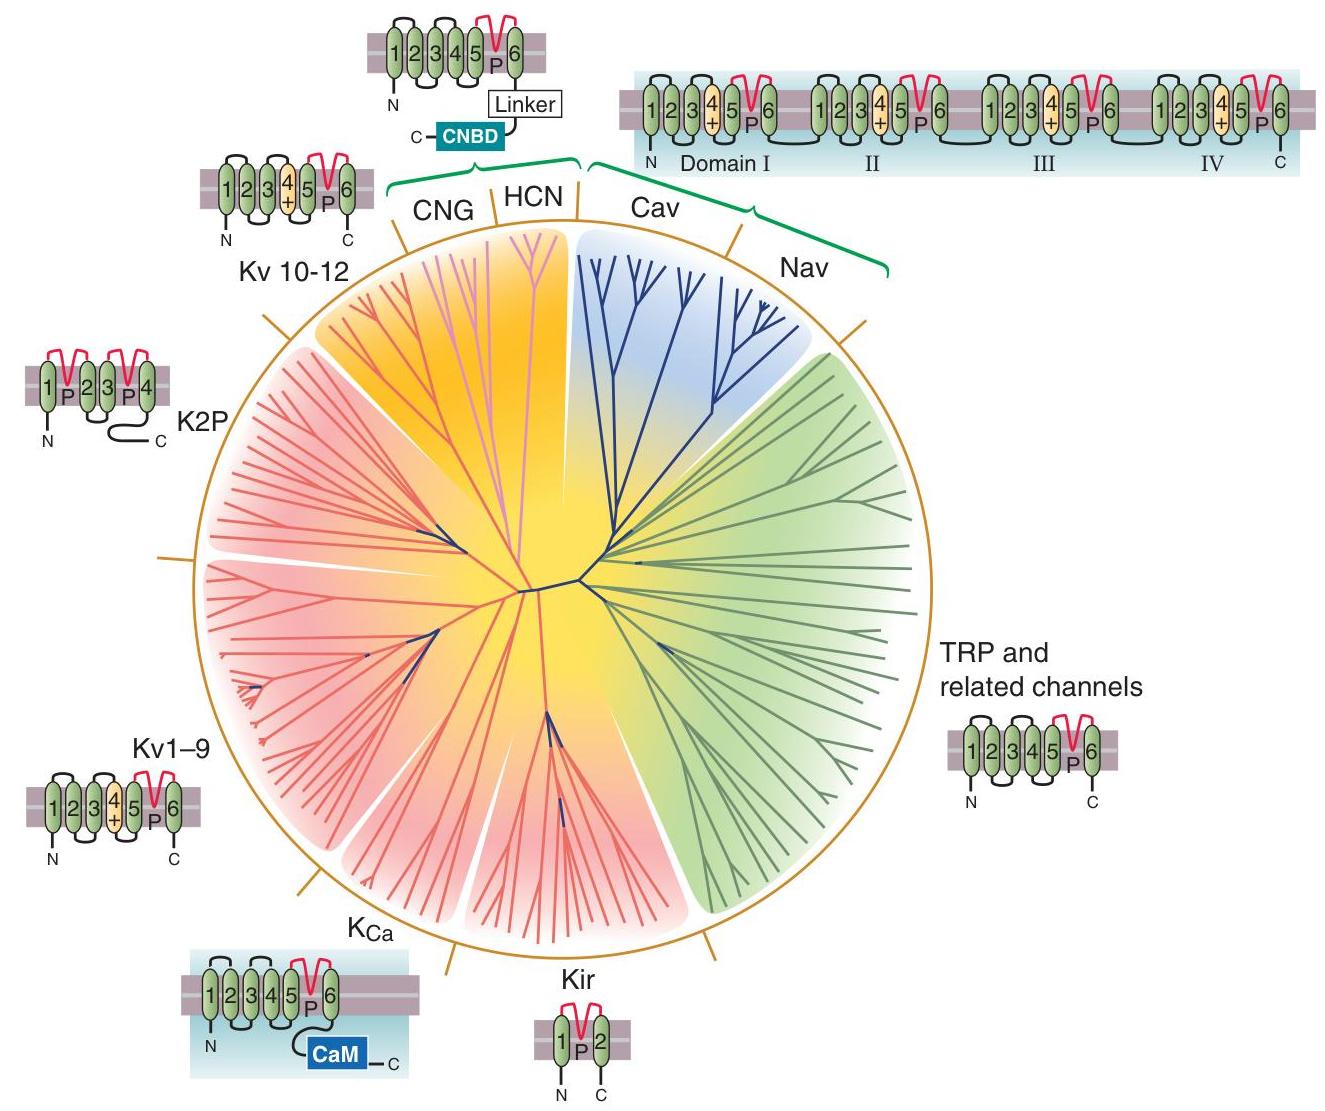 1 2 3 4 5 P 6
N
Linker
C CNBD
1 2 3 4+ 5 P 6 1 2 3 4+ 5 P 6 1 2 3 4+ 5 P 6 1 2 3 4+ 5 P 6
N Domain I II III IV C
1 2 3 4+ 5 P 6
N C
Kv 10-12
CNG
HCN
Cav
Nav
1 P 2 3 P 4
N C
K2P
TRP and
related channels
1 2 3 4 5 P 6
N C
Kv1–9
1 2 3 4+ 5 P 6
N C
KCa
1 2 3 4 5 P 6
N
CaM C
Kir
1 P 2
N C